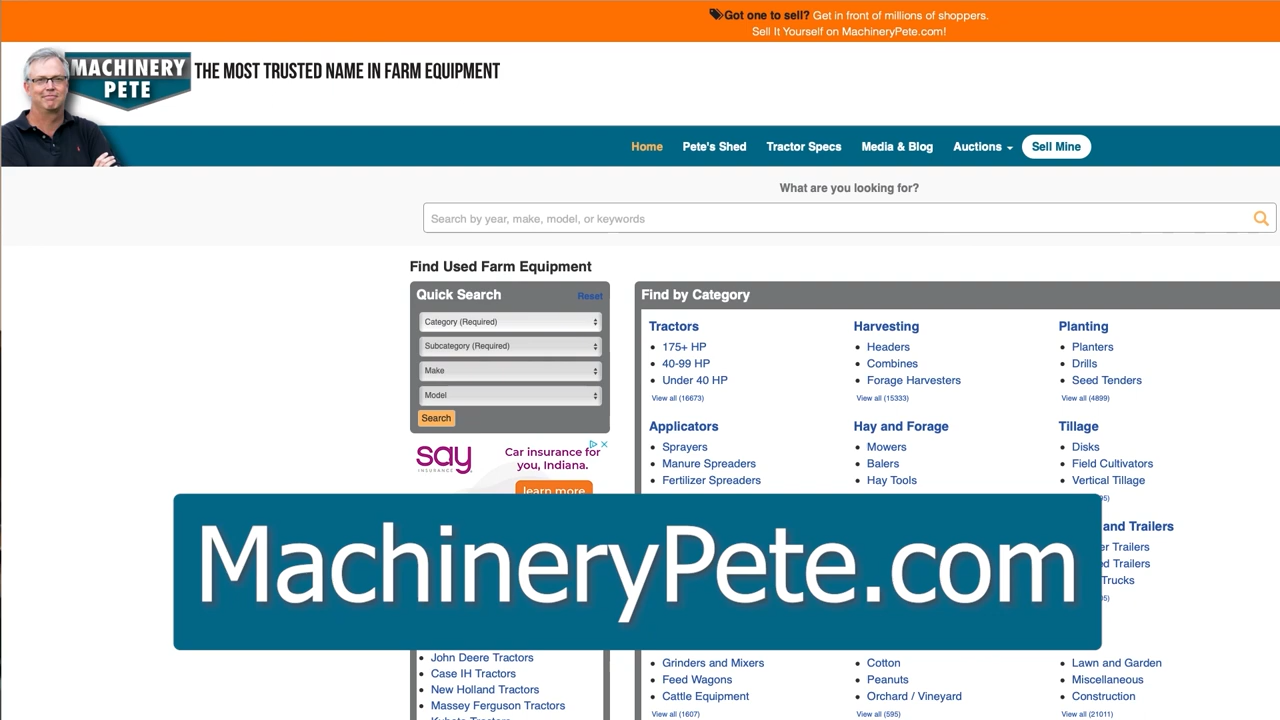 Got one to sell? Get in front of millions of shoppers.
Sell It Yourself on MachineryPete.com!
MACHINERY
PETE
THE MOST TRUSTED NAME IN FARM EQUIPMENT
Home Pete's Shed Tractor Specs Media & Blog Auctions Sell Mine
What are you looking for?
Search by year, make, model, or keywords
Find Used Farm Equipment
Quick Search Reset
Category (Required)
Subcategory (Required)
Make
Model
Search
say
INSURANCE
Car insurance for
you, Indiana.
learn more
John Deere Tractors
Case IH Tractors
New Holland Tractors
Massey Ferguson Tractors
Find by Category
Tractors
175+ HP
40-99 HP
Under 40 HP
View all (16673)
Harvesting
Headers
Combines
Forage Harvesters
View all (15333)
Planting
Planters
Drills
Seed Tenders
View all (4899)
Applicators
Sprayers
Manure Spreaders
Fertilizer Spreaders
Hay and Forage
Mowers
Balers
Hay Tools
Tillage
Disks
Field Cultivators
Vertical Tillage
and Trailers
Trailers
Trailers
Trucks
MachineryPete.com
Grinders and Mixers
Feed Wagons
Cattle Equipment
View all (1607)
Cotton
Peanuts
Orchard / Vineyard
View all (595)
Lawn and Garden
Miscellaneous
Construction
View all (21011)